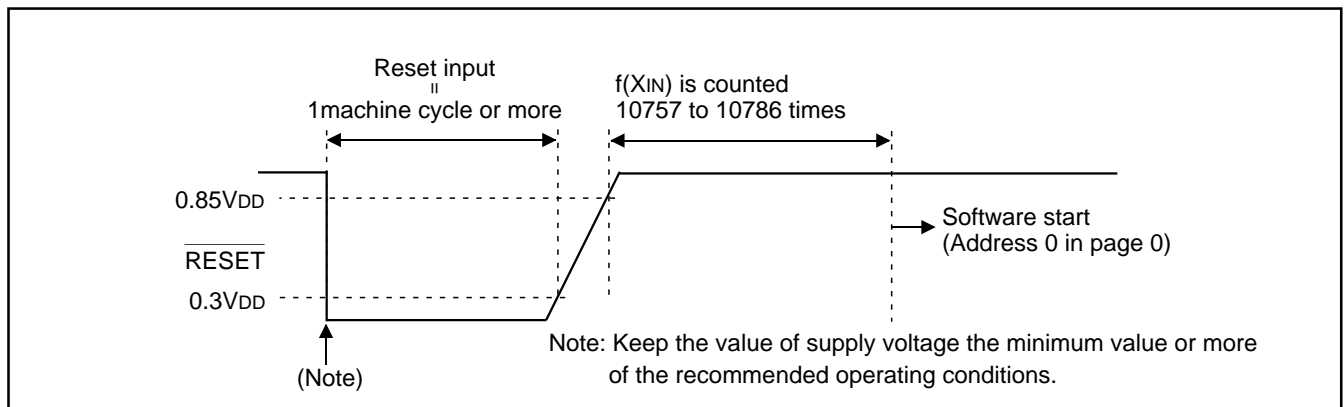 Reset input
=
1machine cycle or more
f(XIN) is counted
10757 to 10786 times
0.85VDD
Software start
(Address 0 in page 0)
RESET
0.3VDD
(Note)
Note: Keep the value of supply voltage the minimum value or more
of the recommended operating conditions.